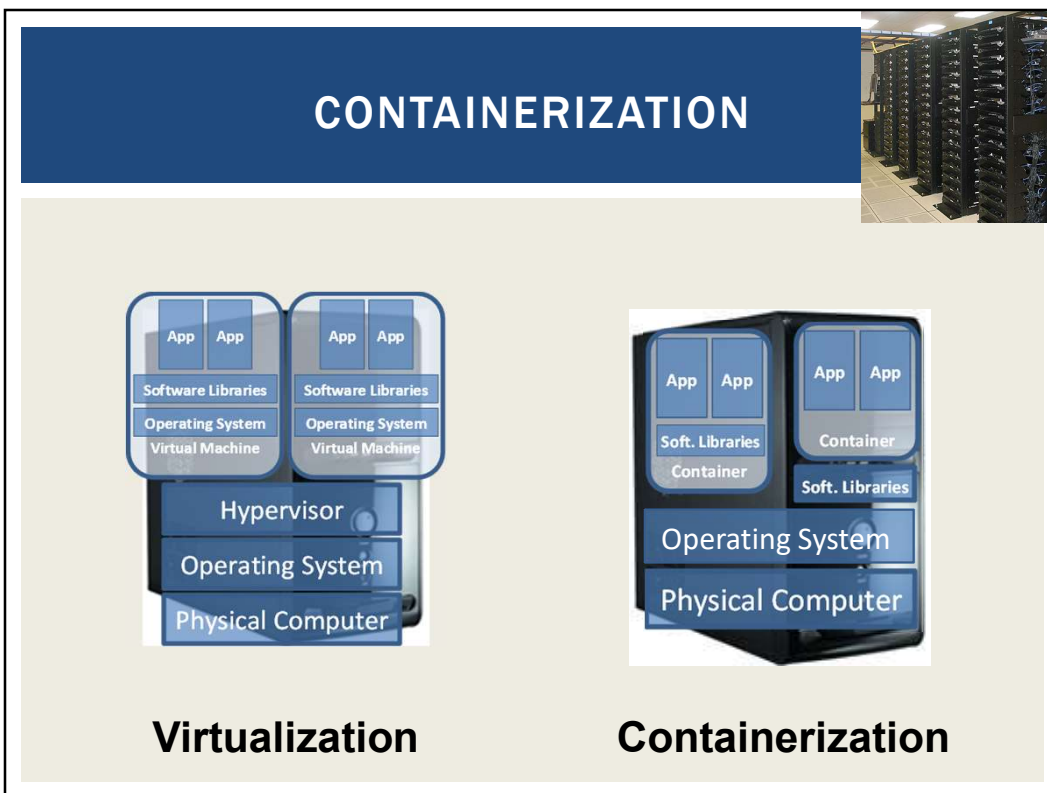 CONTAINERIZATION
App App
Software Libraries
Operating System
Virtual Machine
App App
Software Libraries
Operating System
Virtual Machine
Hypervisor
Operating System
Physical Computer
App App
Soft. Libraries
Container
App App
Container
Soft. Libraries
Operating System
Physical Computer
Virtualization
Containerization